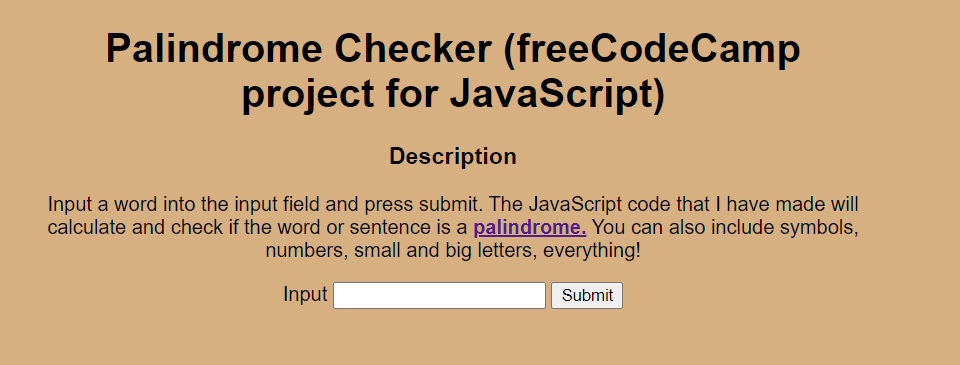 Palindrome Checker (freeCodeCamp
project for JavaScript)
Description
Input a word into the input field and press submit. The JavaScript code that I have made will
calculate and check if the word or sentence is a palindrome. You can also include symbols,
numbers, small and big letters, everything!
Input Submit